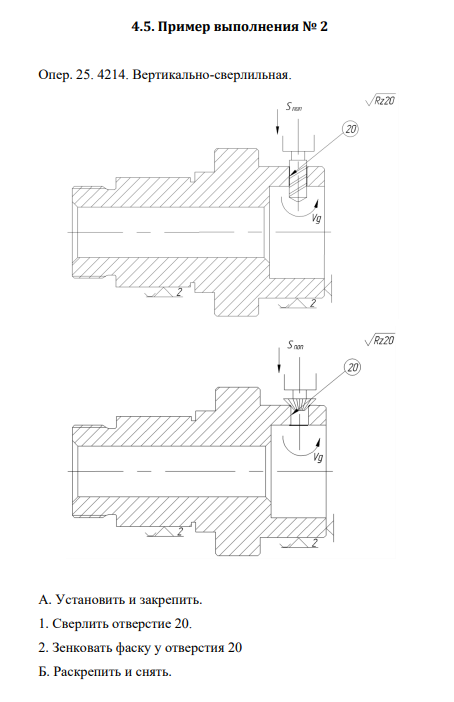 4.5. Пример выполнения № 2
Опер. 25. 4214. Вертикально-сверлильная.
Sпоп
√Rz20
20
Vg
2
2
Sпоп
√Rz20
20
Vg
2
2
А. Установить и закрепить.
1. Сверлить отверстие 20.
2. Зенковать фаску у отверстия 20
Б. Раскрепить и снять.